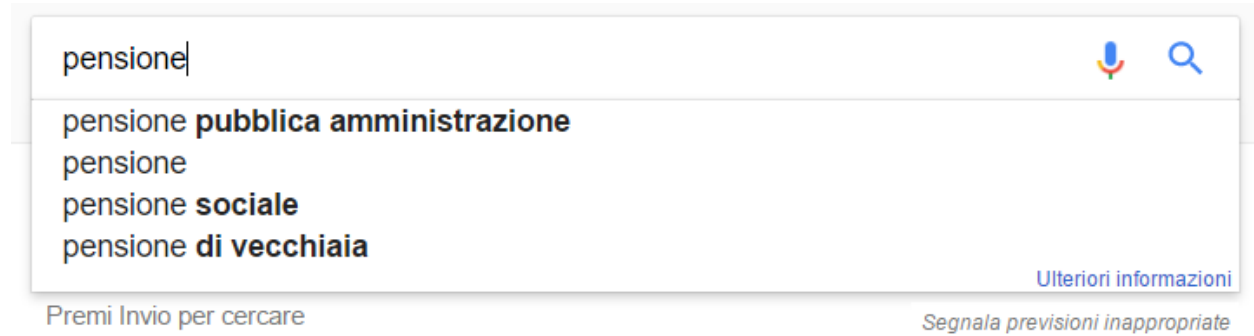 pensione
pensione pubblica amministrazione
pensione
pensione sociale
pensione di vecchiaia
Ulteriori informazioni
Premi Invio per cercare
Segnala previsioni inappropriate